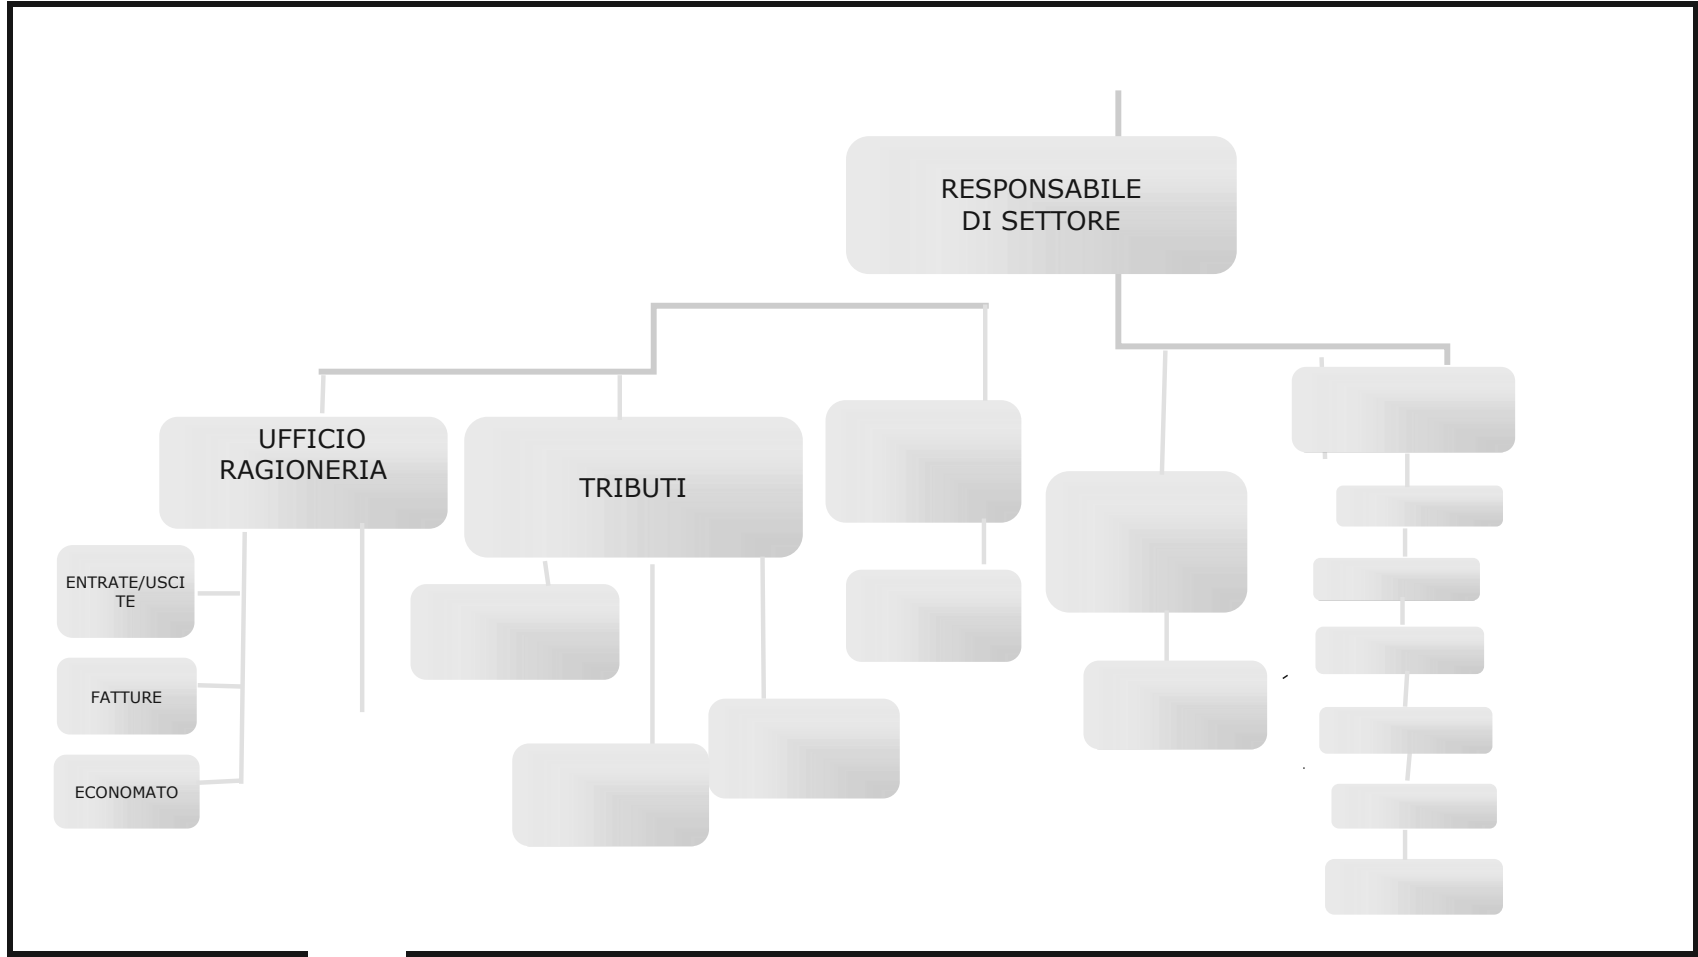 RESPONSABILE
DI SETTORE
UFFICIO
RAGIONERIA
TRIBUTI
ENTRATE/USCI
TE
FATTURE
ECONOMATO